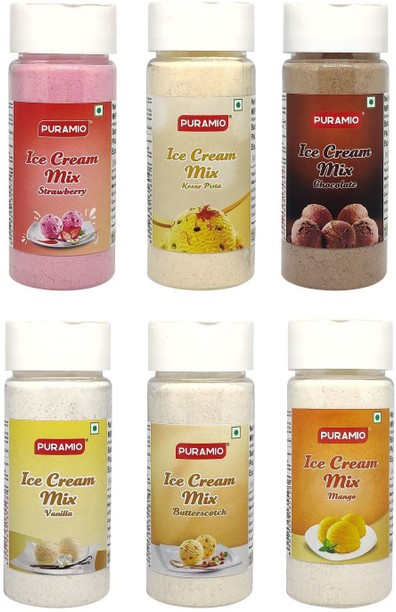 PURAMIO®
Ice Cream
Mix
Strawberry
PURAMIO®
Ice Cream
Mix
Kesar Pista
PURAMIO®
Ice Cream
Mix
Chocolate
PURAMIO®
Ice Cream
Mix
Vanilla
PURAMIO®
Ice Cream
Mix
Butterscotch
PURAMIO®
Ice Cream
Mix
Mango